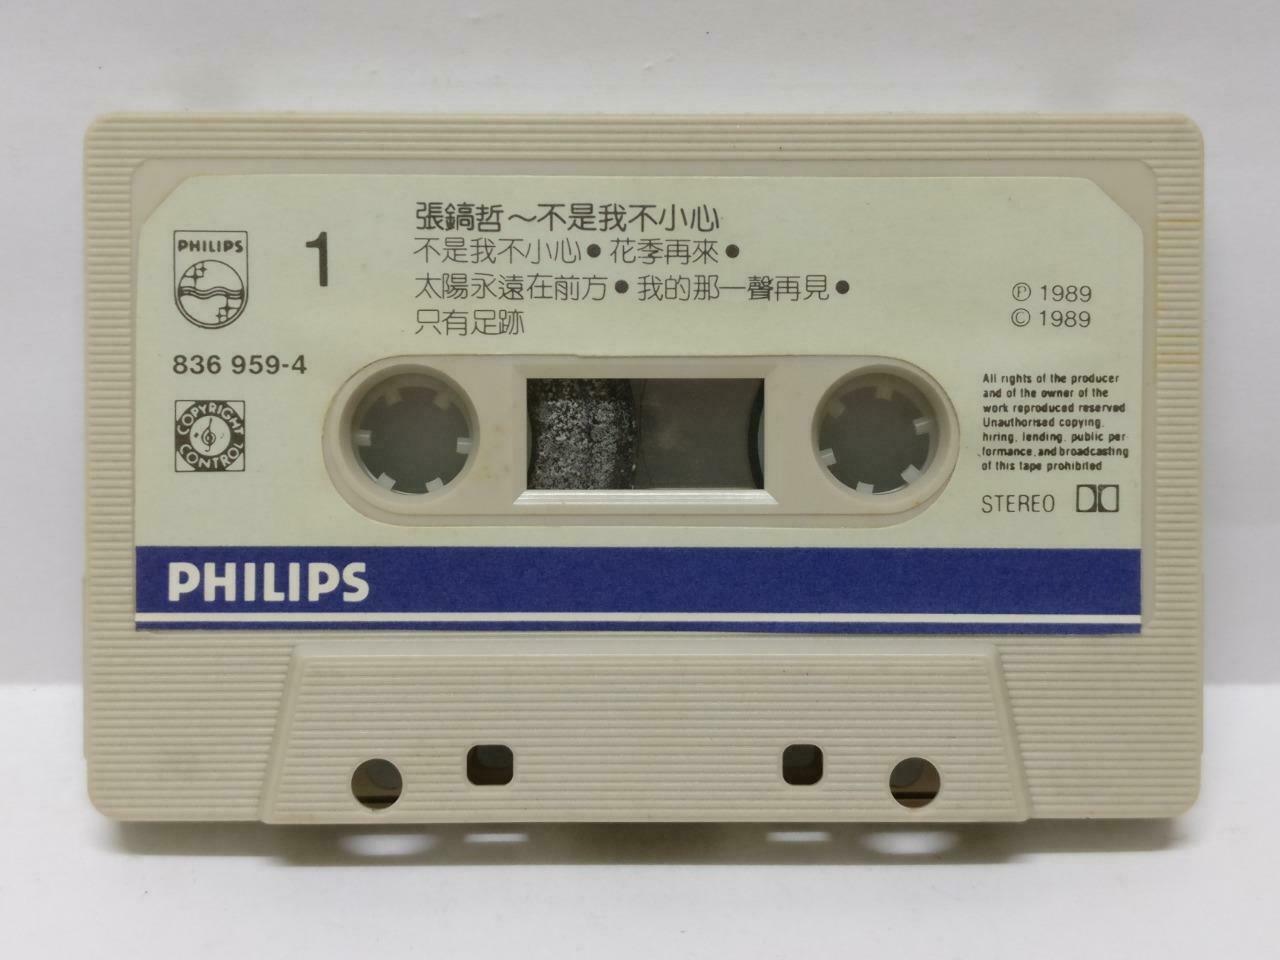 張鎬哲～不是我不小心
不是我不小心●花季再來●
太陽永遠在前方●我的那一聲再見●
只有足跡
PHILIPS
1
836 959-4
COPYRIGHT CONTROL
℗ 1989
© 1989
All rights of the producer
and of the owner of the
work reproduced reserved
Unauthorised copying,
hiring, lending, public per-
formance, and broadcasting
of this tape prohibited
STEREO
PHILIPS